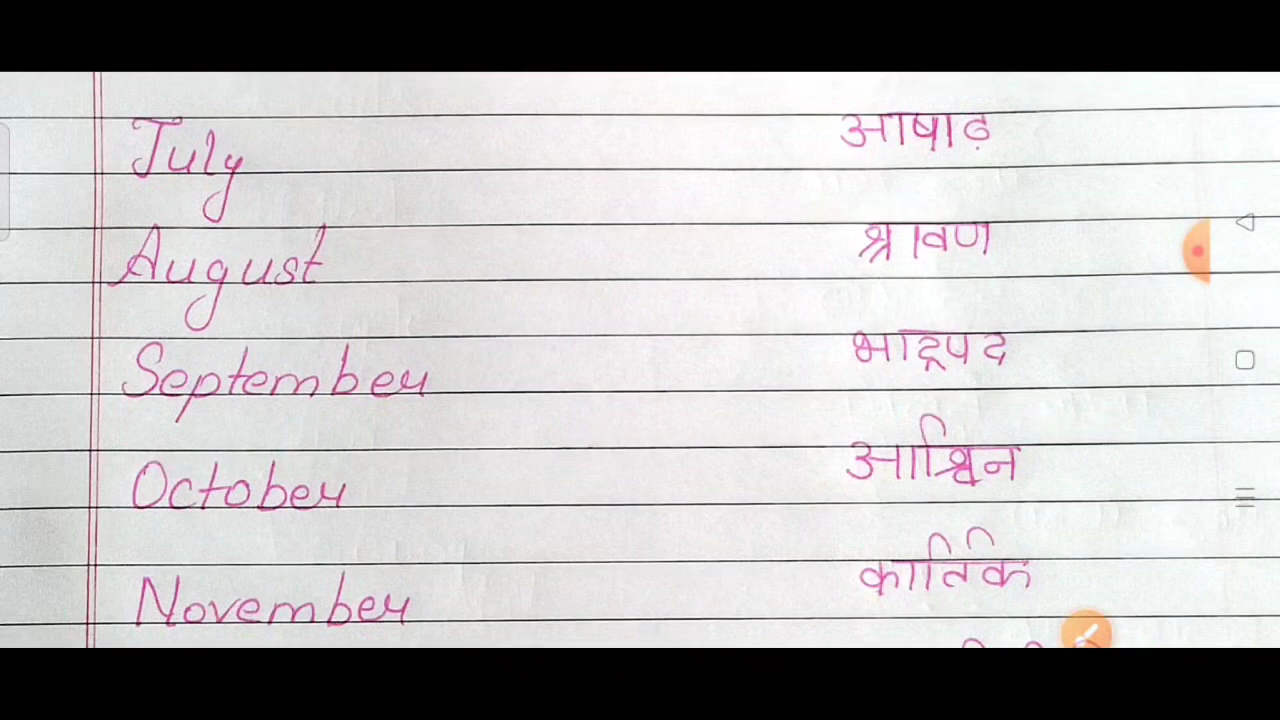 July आषाढ़
August श्रावण
September भाद्रपद
October आश्विन
November कातिकि